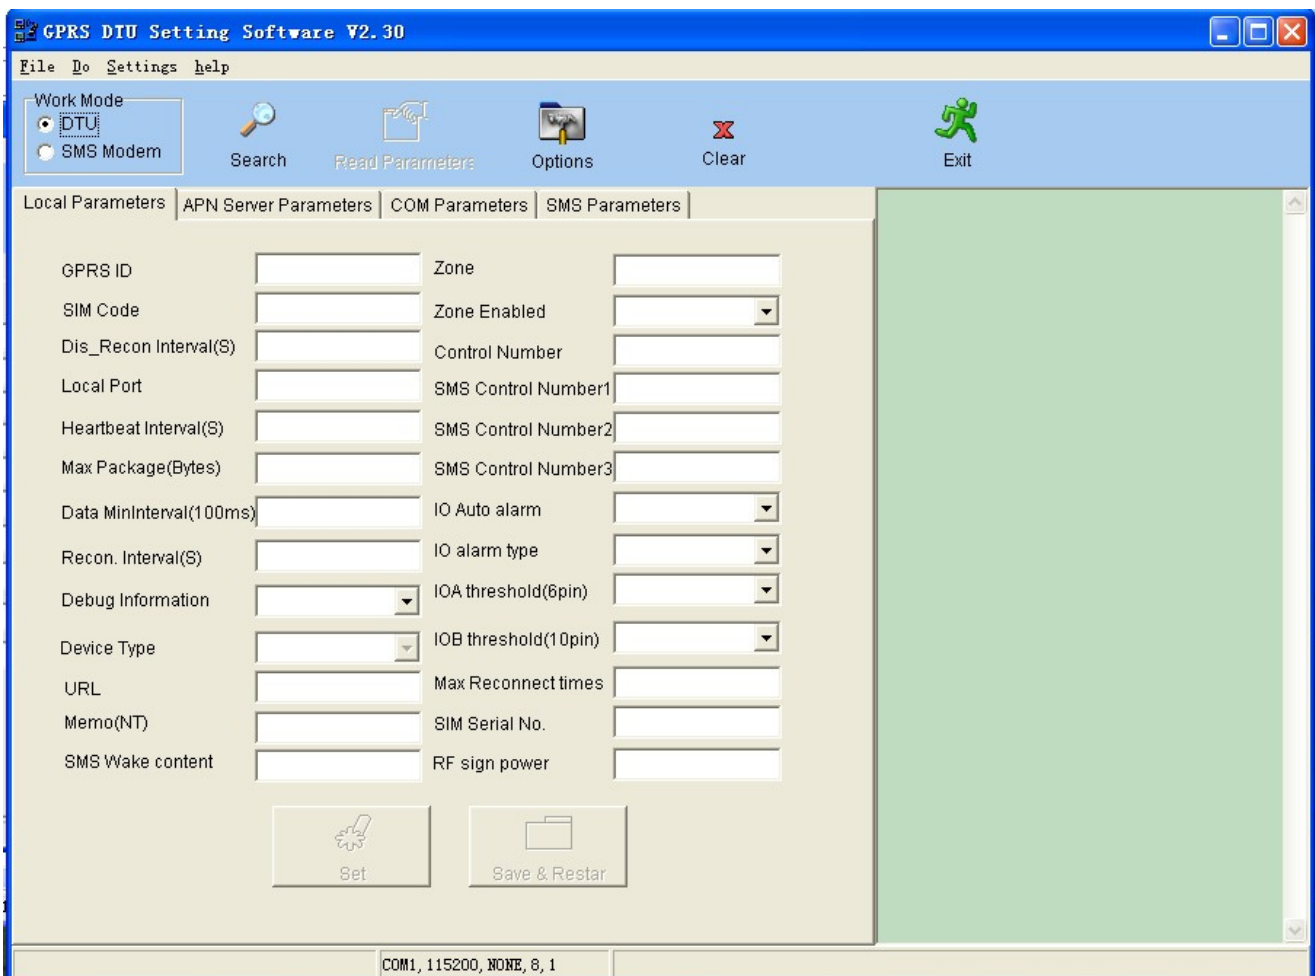 GPRS DTU Setting Software V2.30
File Do Settings help
Work Mode
DTU
SMS Modem
Search
Read Parameters
Options
Clear
Exit
Local Parameters APN Server Parameters COM Parameters SMS Parameters
GPRS ID Zone
SIM Code Zone Enabled
Dis_Recon Interval(S) Control Number
Local Port SMS Control Number1
Heartbeat Interval(S) SMS Control Number2
Max Package(Bytes) SMS Control Number3
Data MinInterval(100ms) IO Auto alarm
Recon. Interval(S) IO alarm type
Debug Information IOA threshold(6pin)
Device Type IOB threshold(10pin)
URL Max Reconnect times
Memo(NT) SIM Serial No.
SMS Wake content RF sign power
Set Save & Restar
COM1, 115200, NONE, 8, 1